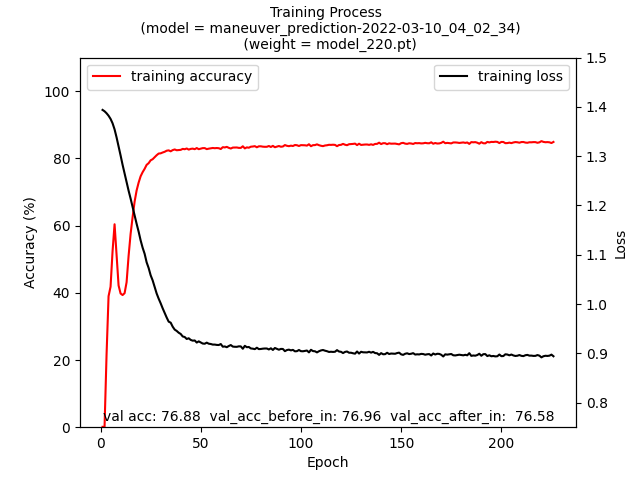 Training Process
(model = maneuver_prediction-2022-03-10_04_02_34)
(weight = model_220.pt)
training accuracy
training loss
100
80
60
40
20
0
Accuracy (%)
1.5
1.4
1.3
1.2
1.1
1.0
0.9
0.8
Loss
val acc: 76.88 val_acc_before_in: 76.96 val_acc_after_in: 76.58
0 50 100 150 200
Epoch